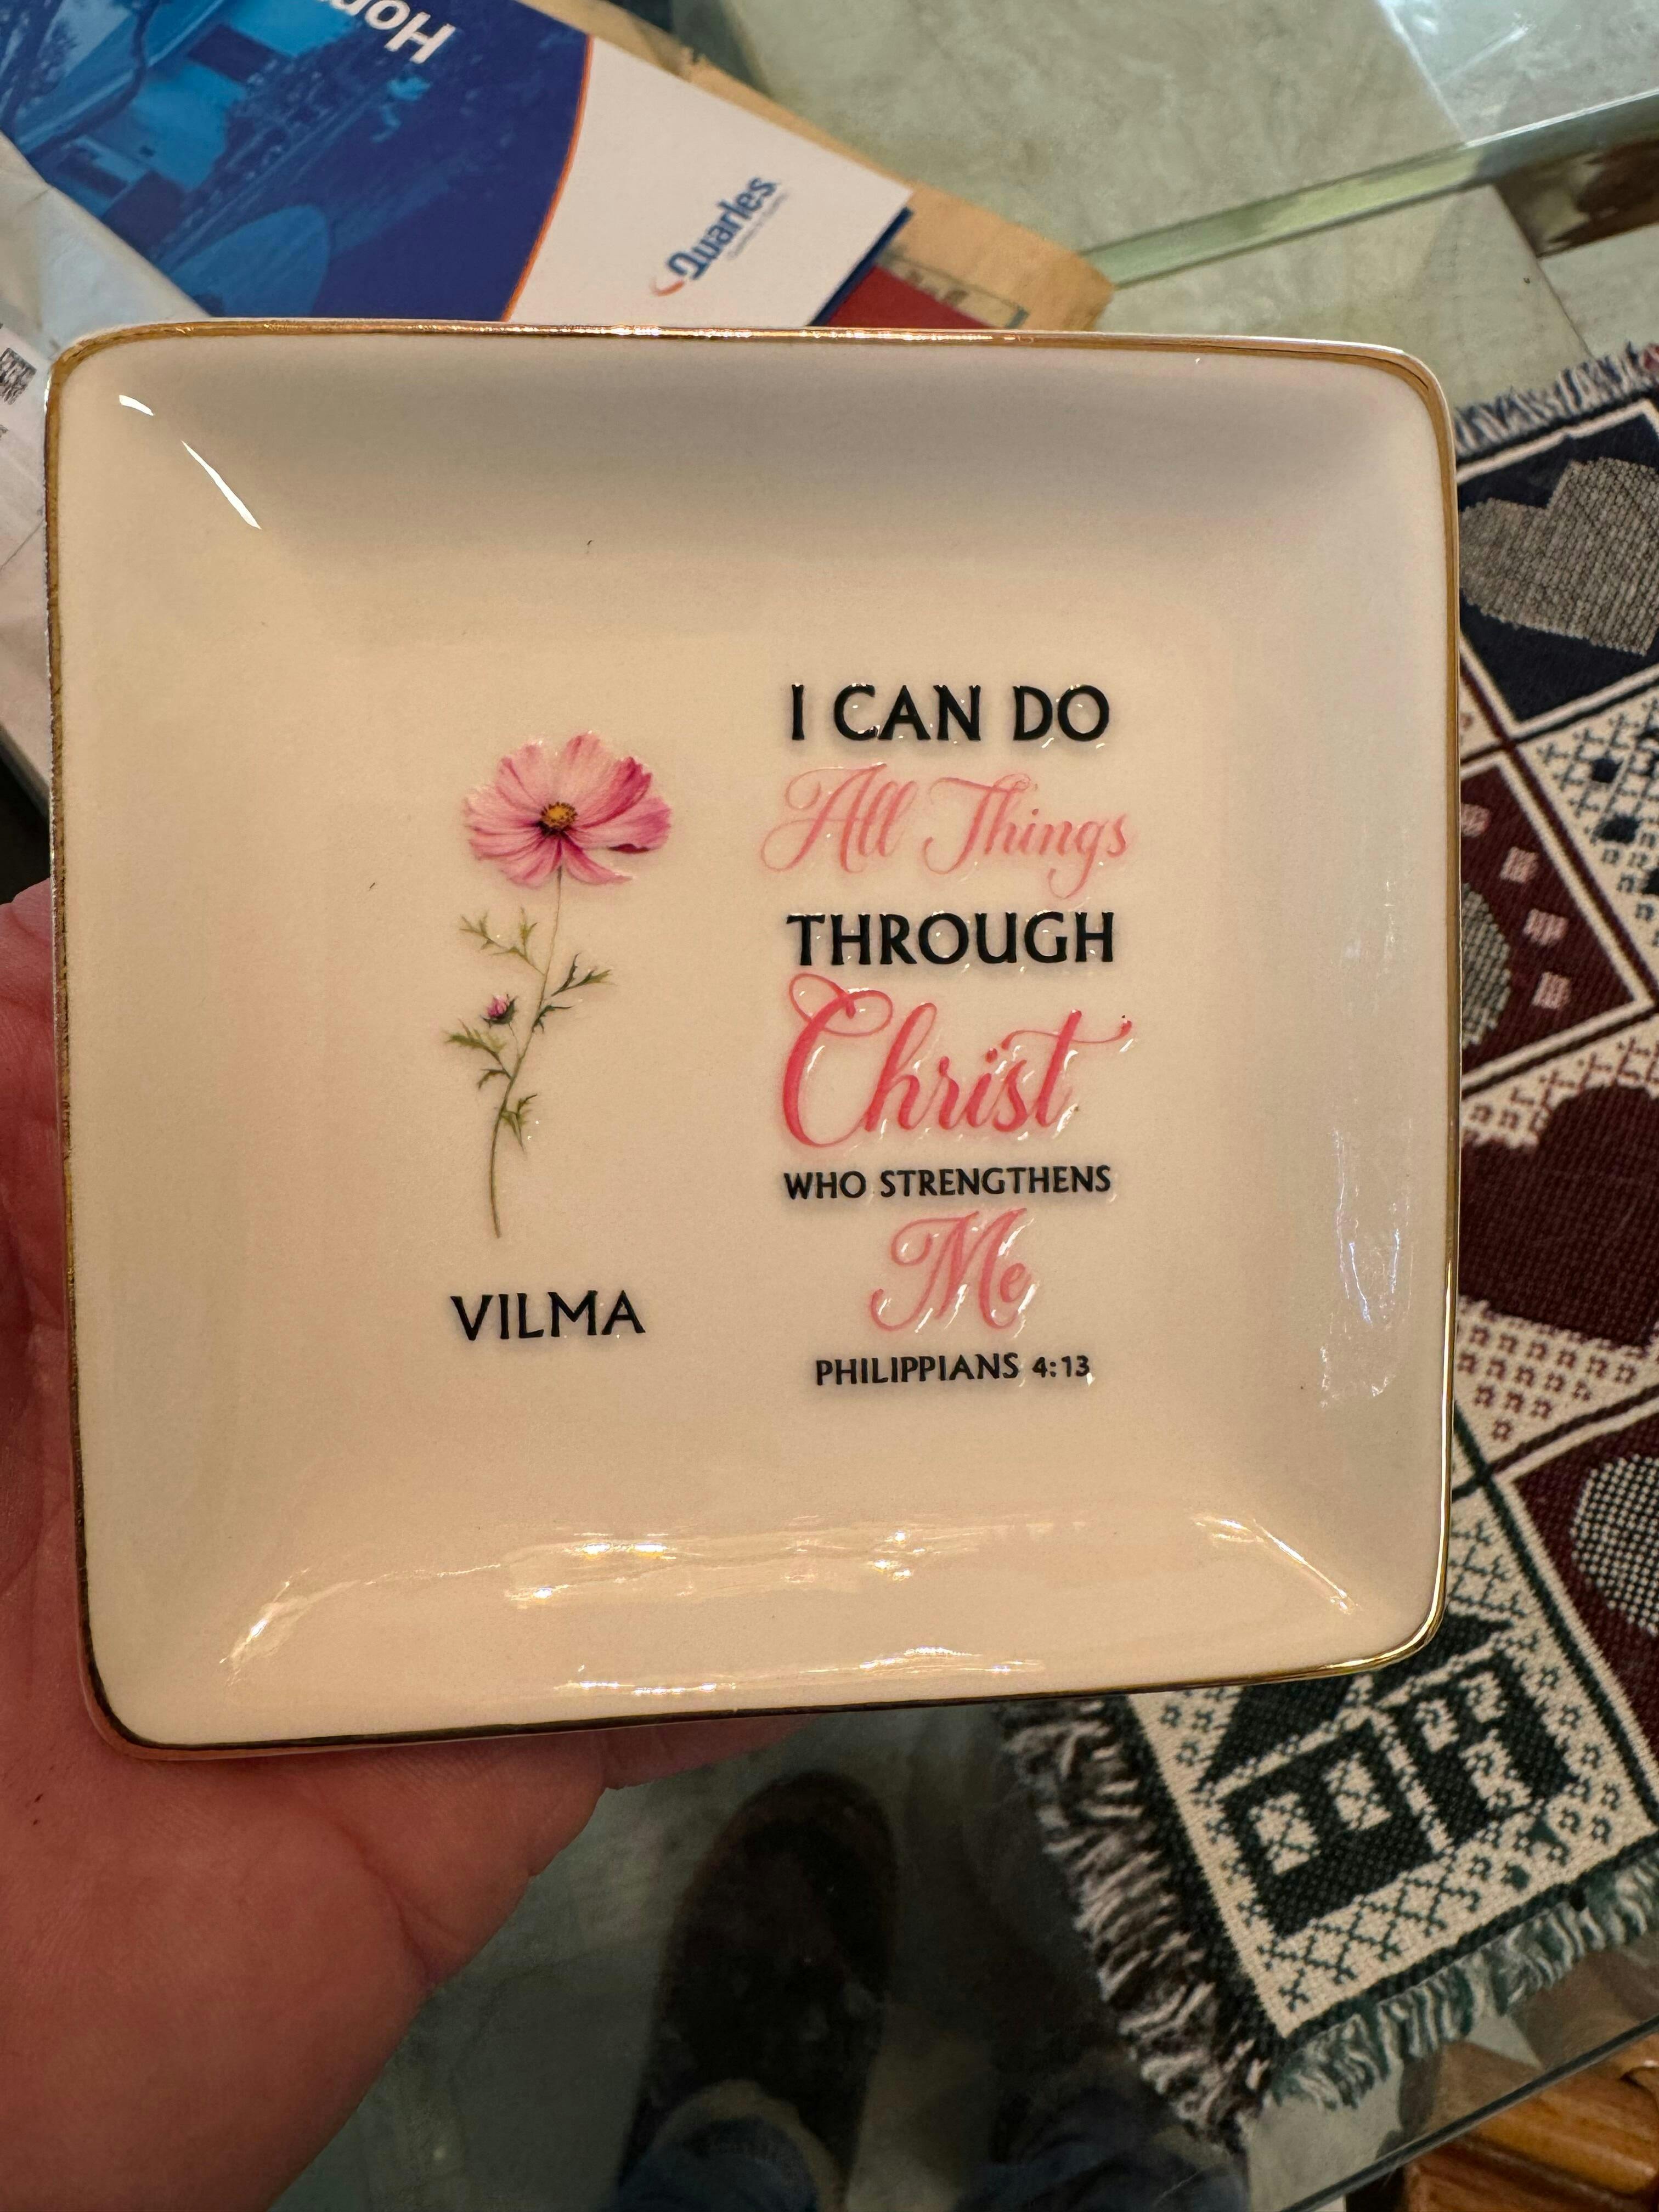 Quarles
I CAN DO
All Things
THROUGH
Christ
WHO STRENGTHENS
Me
PHILIPPIANS 4:13
VILMA